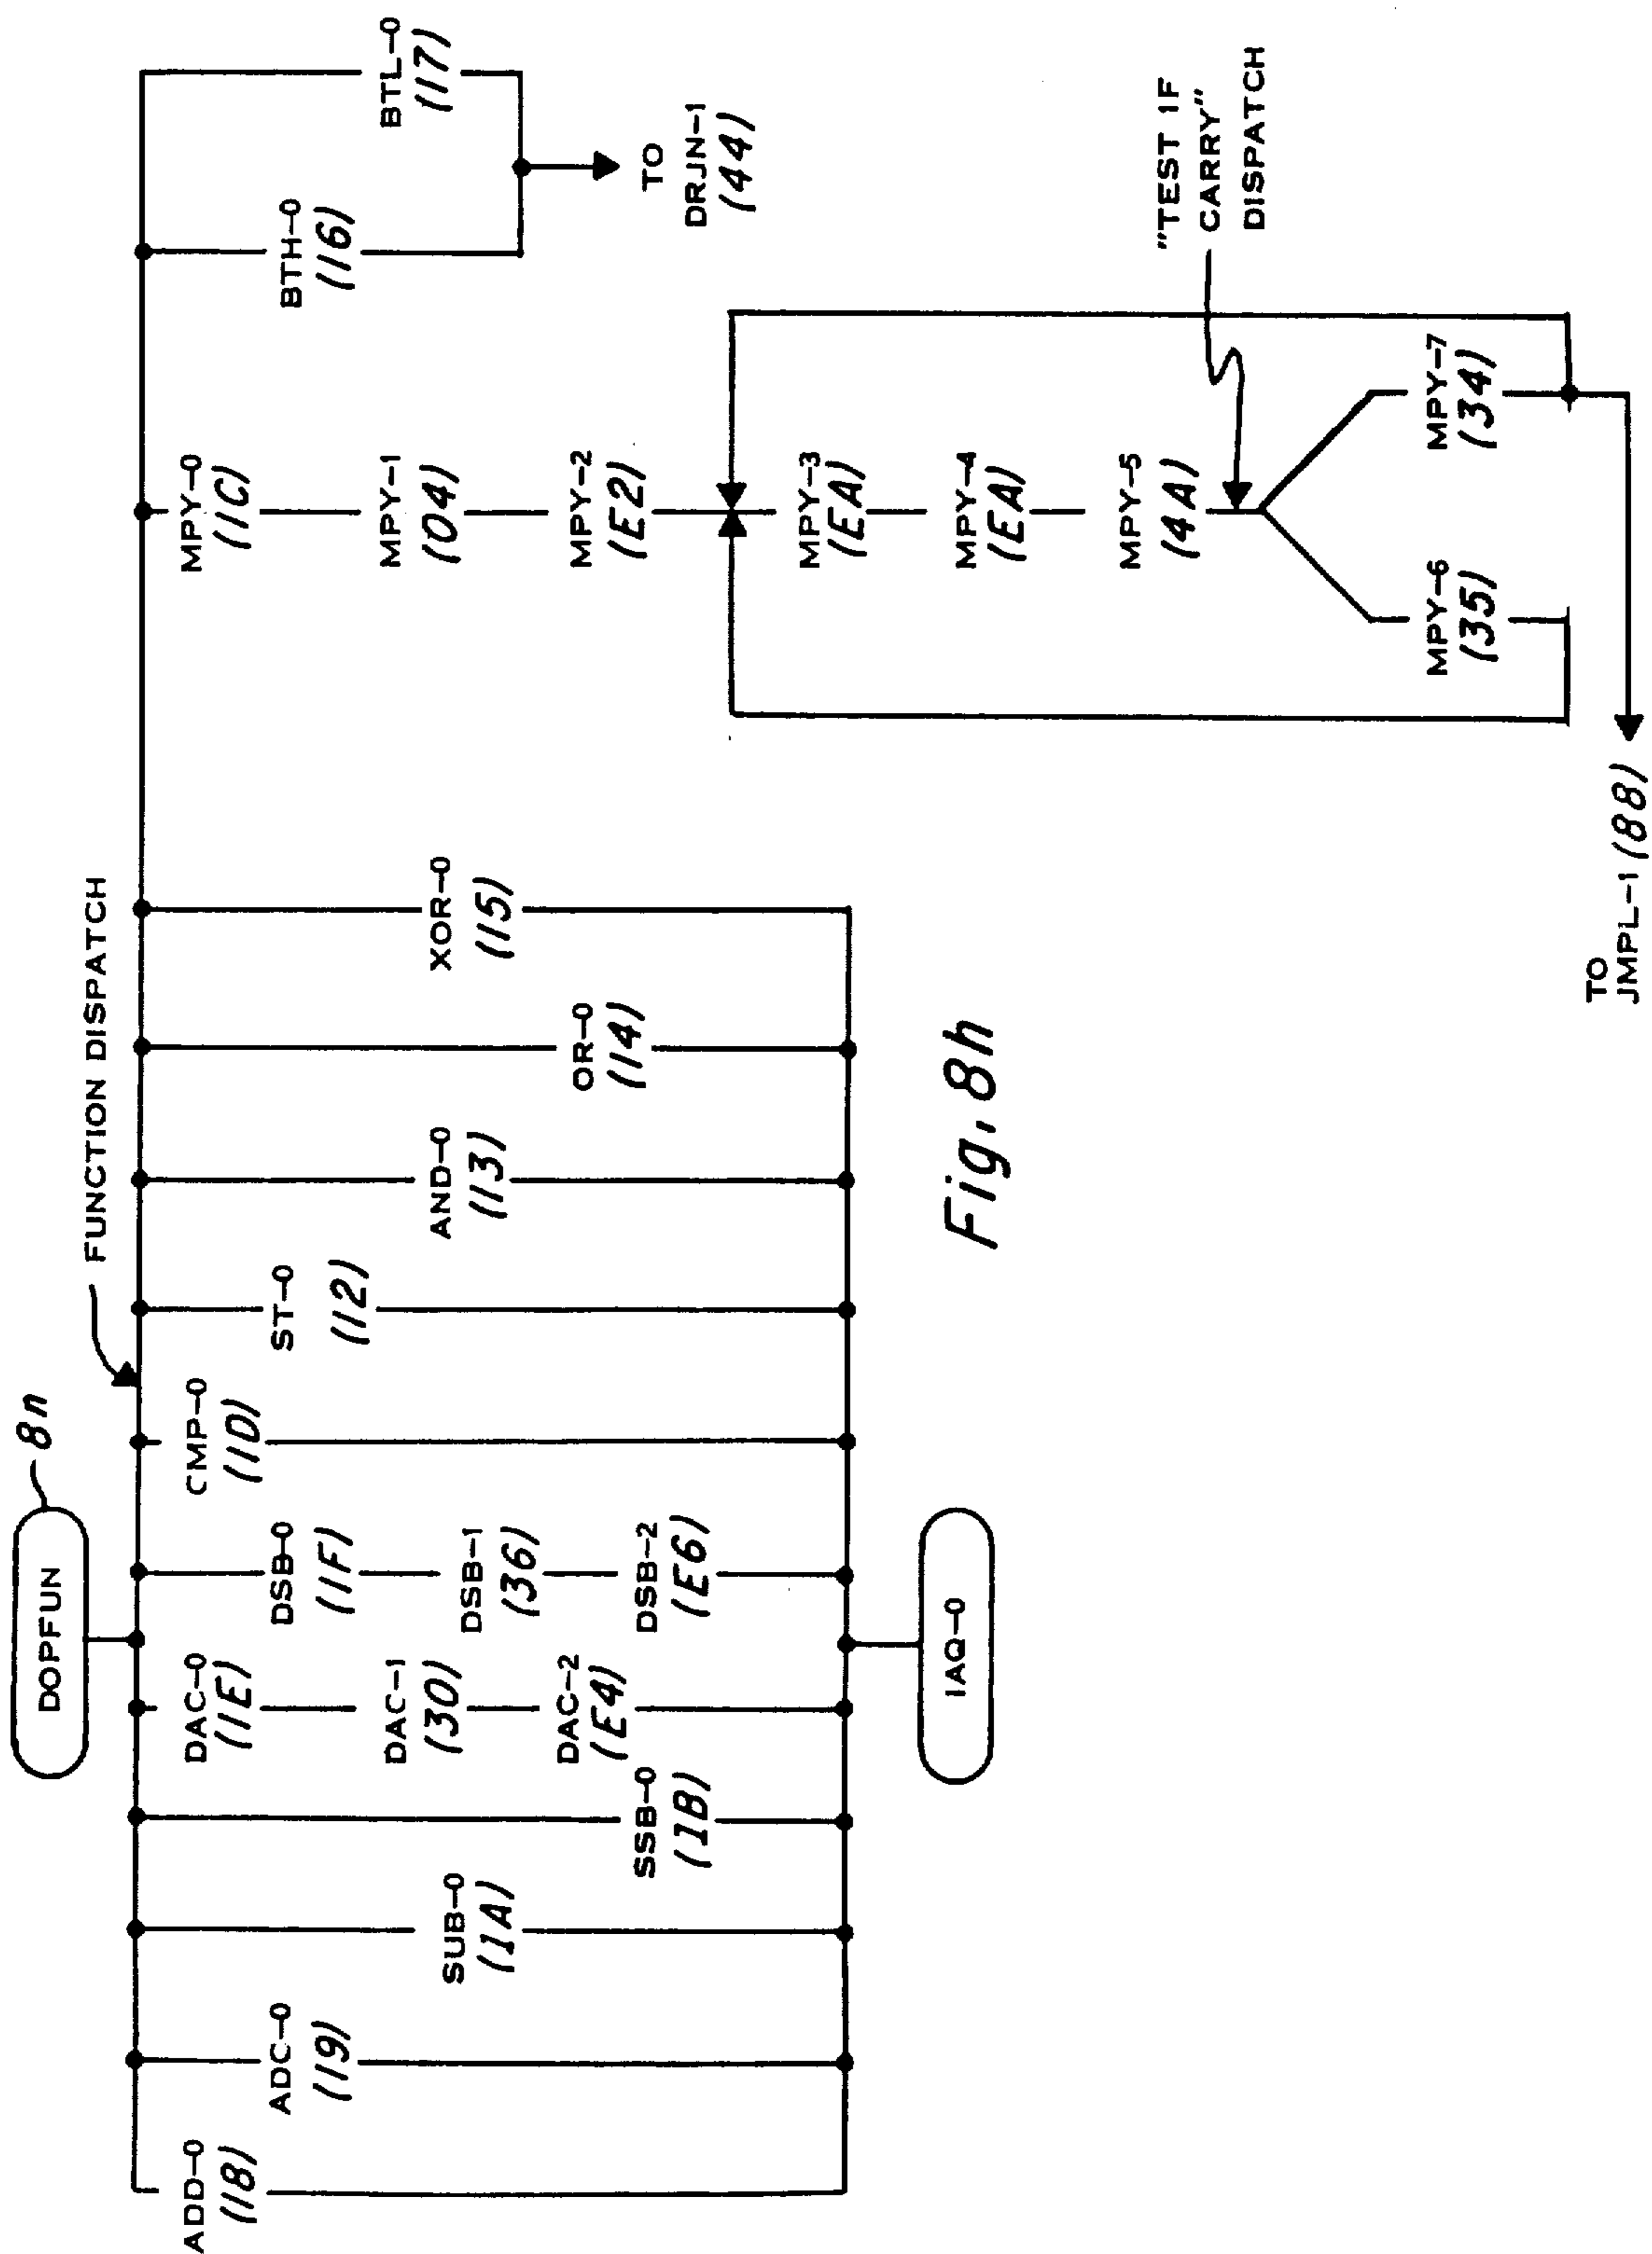 DOPFUN
8n
FUNCTION DISPATCH
ADD-0
(18)
ADC-0
(19)
SUB-0
(1A)
SSB-0
(1B)
DAC-0
(1E)
DAC-1
(30)
DAC-2
(E4)
DSB-0
(1F)
DSB-1
(36)
DSB-2
(E6)
CMP-0
(1D)
ST-0
(12)
AND-0
(13)
OR-0
(14)
XOR-0
(15)
IAQ-0
MPY-0
(1C)
MPY-1
(04)
MPY-2
(E2)
MPY-3
(EA)
MPY-4
(EA)
MPY-5
(4A)
"TEST IF
CARRY"
DISPATCH
MPY-6
(35)
MPY-7
(34)
TO
JMPL-1 (88)
BTH-0
(16)
BTL-0
(17)
TO
DRJN-1
(44)
Fig. 8h